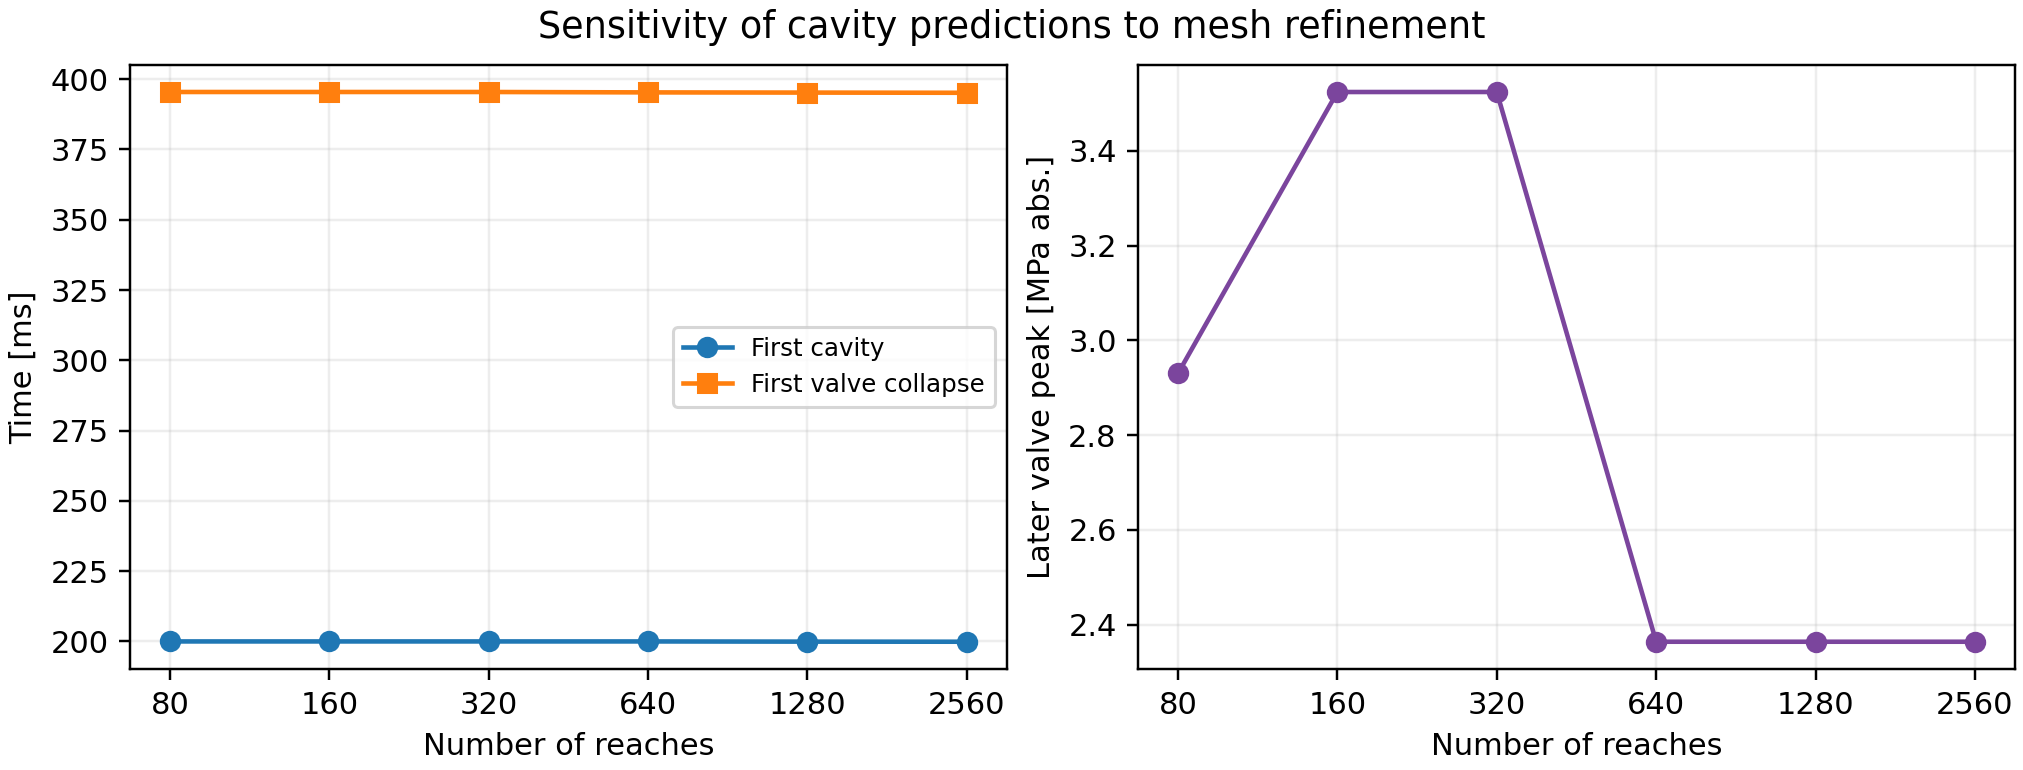 Sensitivity of cavity predictions to mesh refinement
Time [ms]
400
375
350
325
300
275
250
225
200
First cavity
First valve collapse
80 160 320 640 1280 2560
Number of reaches
Later valve peak [MPa abs.]
3.4
3.2
3.0
2.8
2.6
2.4
80 160 320 640 1280 2560
Number of reaches